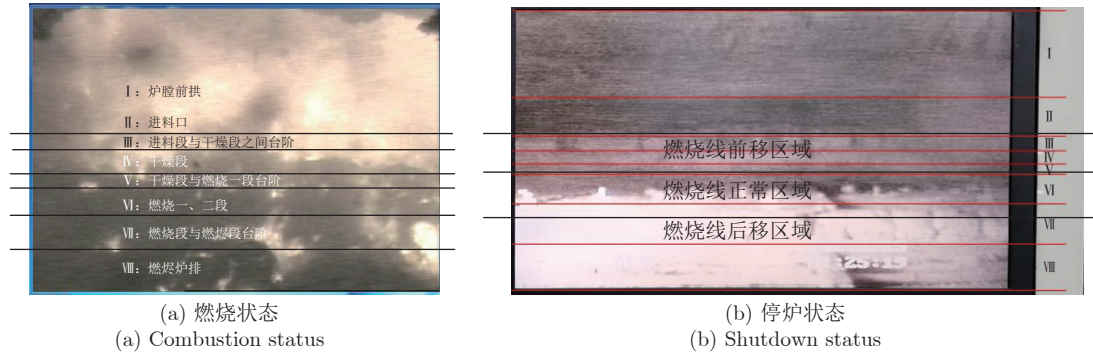 Ⅰ：炉膛前拱
Ⅱ：进料口
Ⅲ：进料段与干燥段之间台阶
Ⅳ：干燥段
Ⅴ：干燥段与燃烧一段台阶
Ⅵ：燃烧一、二段
Ⅶ：燃烧段与燃烬段台阶
Ⅷ：燃烬炉排
(a) 燃烧状态
(a) Combustion status
Ⅰ
Ⅱ
Ⅲ
燃烧线前移区域
Ⅳ
Ⅴ
燃烧线正常区域
Ⅵ
Ⅶ
燃烧线后移区域
:25:19
Ⅷ
(b) 停炉状态
(b) Shutdown status